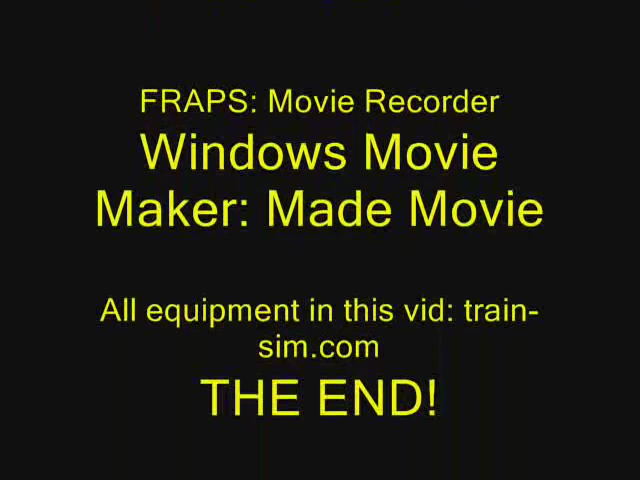 FRAPS: Movie Recorder
Windows Movie
Maker: Made Movie
All equipment in this vid: train-
sim.com
THE END!